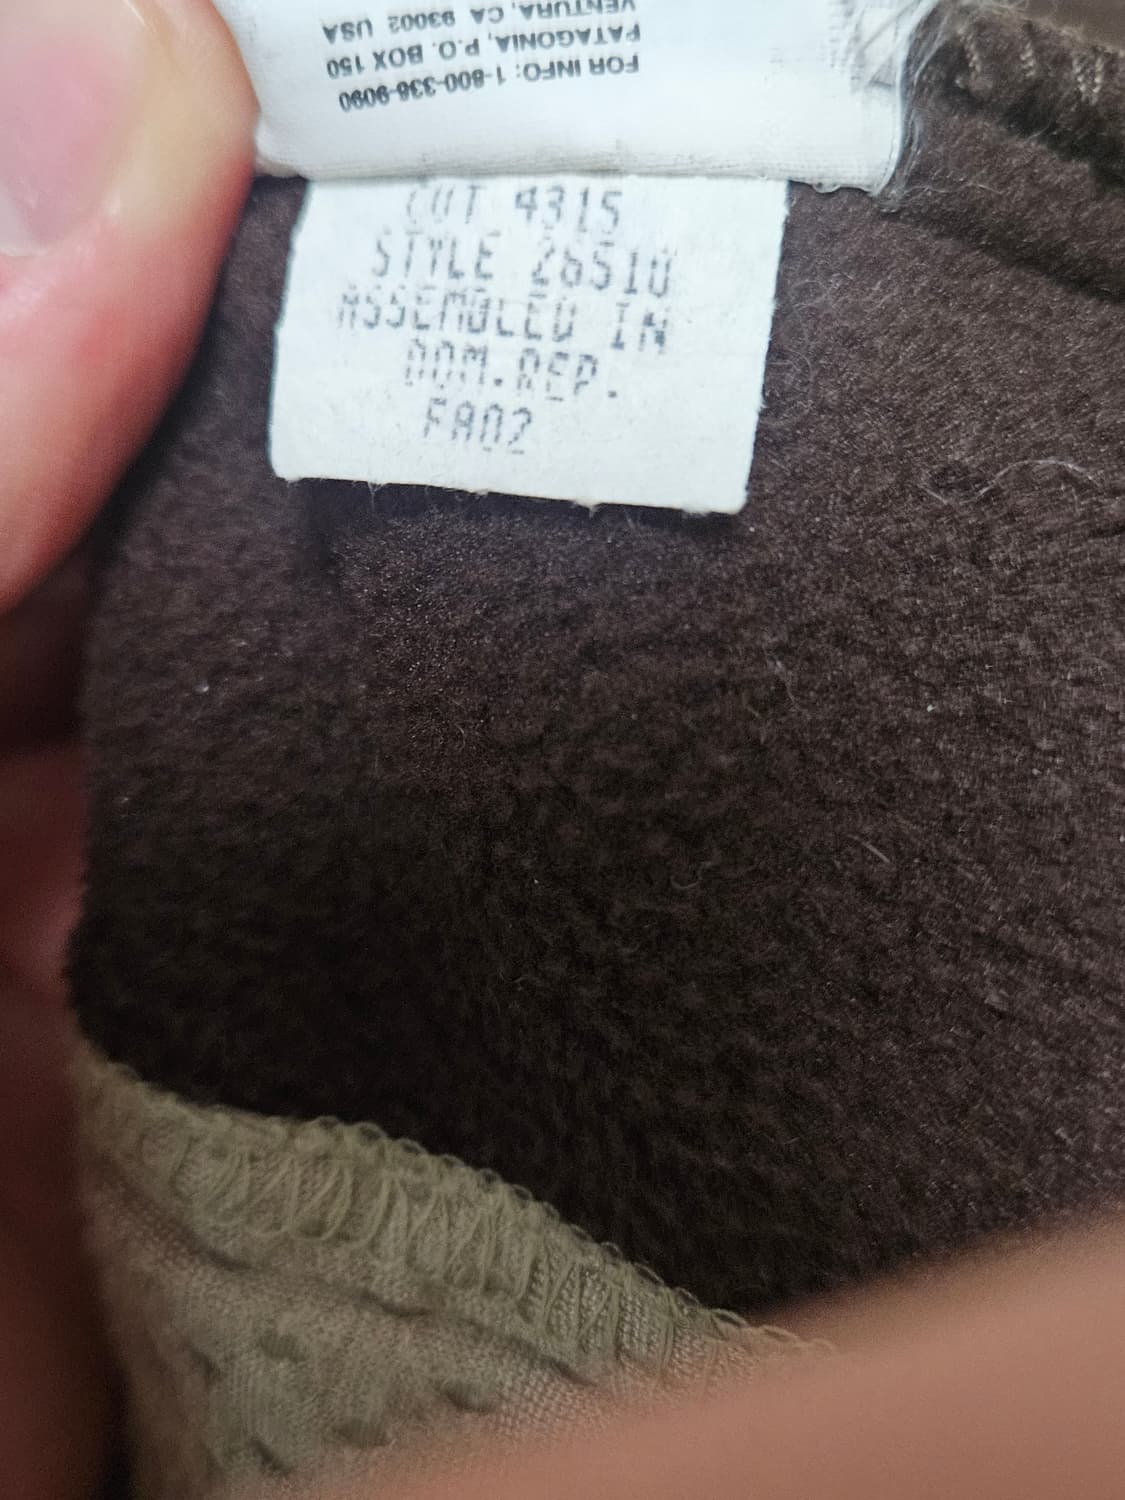 FOR INFO: 1-800-336-9090
PATAGONIA, P.O. BOX 150
VENTURA, CA 93002 USA
CUT 4315
STYLE 26510
ASSEMBLED IN
DOM.REP.
FA02